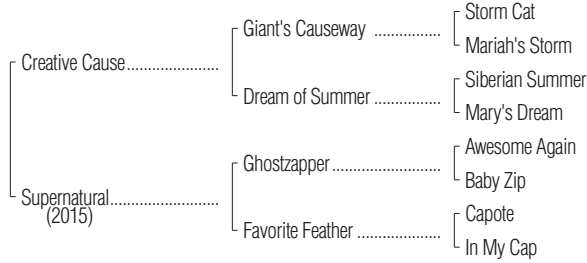 Storm Cat
Giant's Causeway ................
Mariah's Storm
Creative Cause......................
Siberian Summer
Dream of Summer ................
Mary's Dream
Awesome Again
Ghostzapper..........................
Baby Zip
Supernatural..........................
(2015)
Capote
Favorite Feather ....................
In My Cap